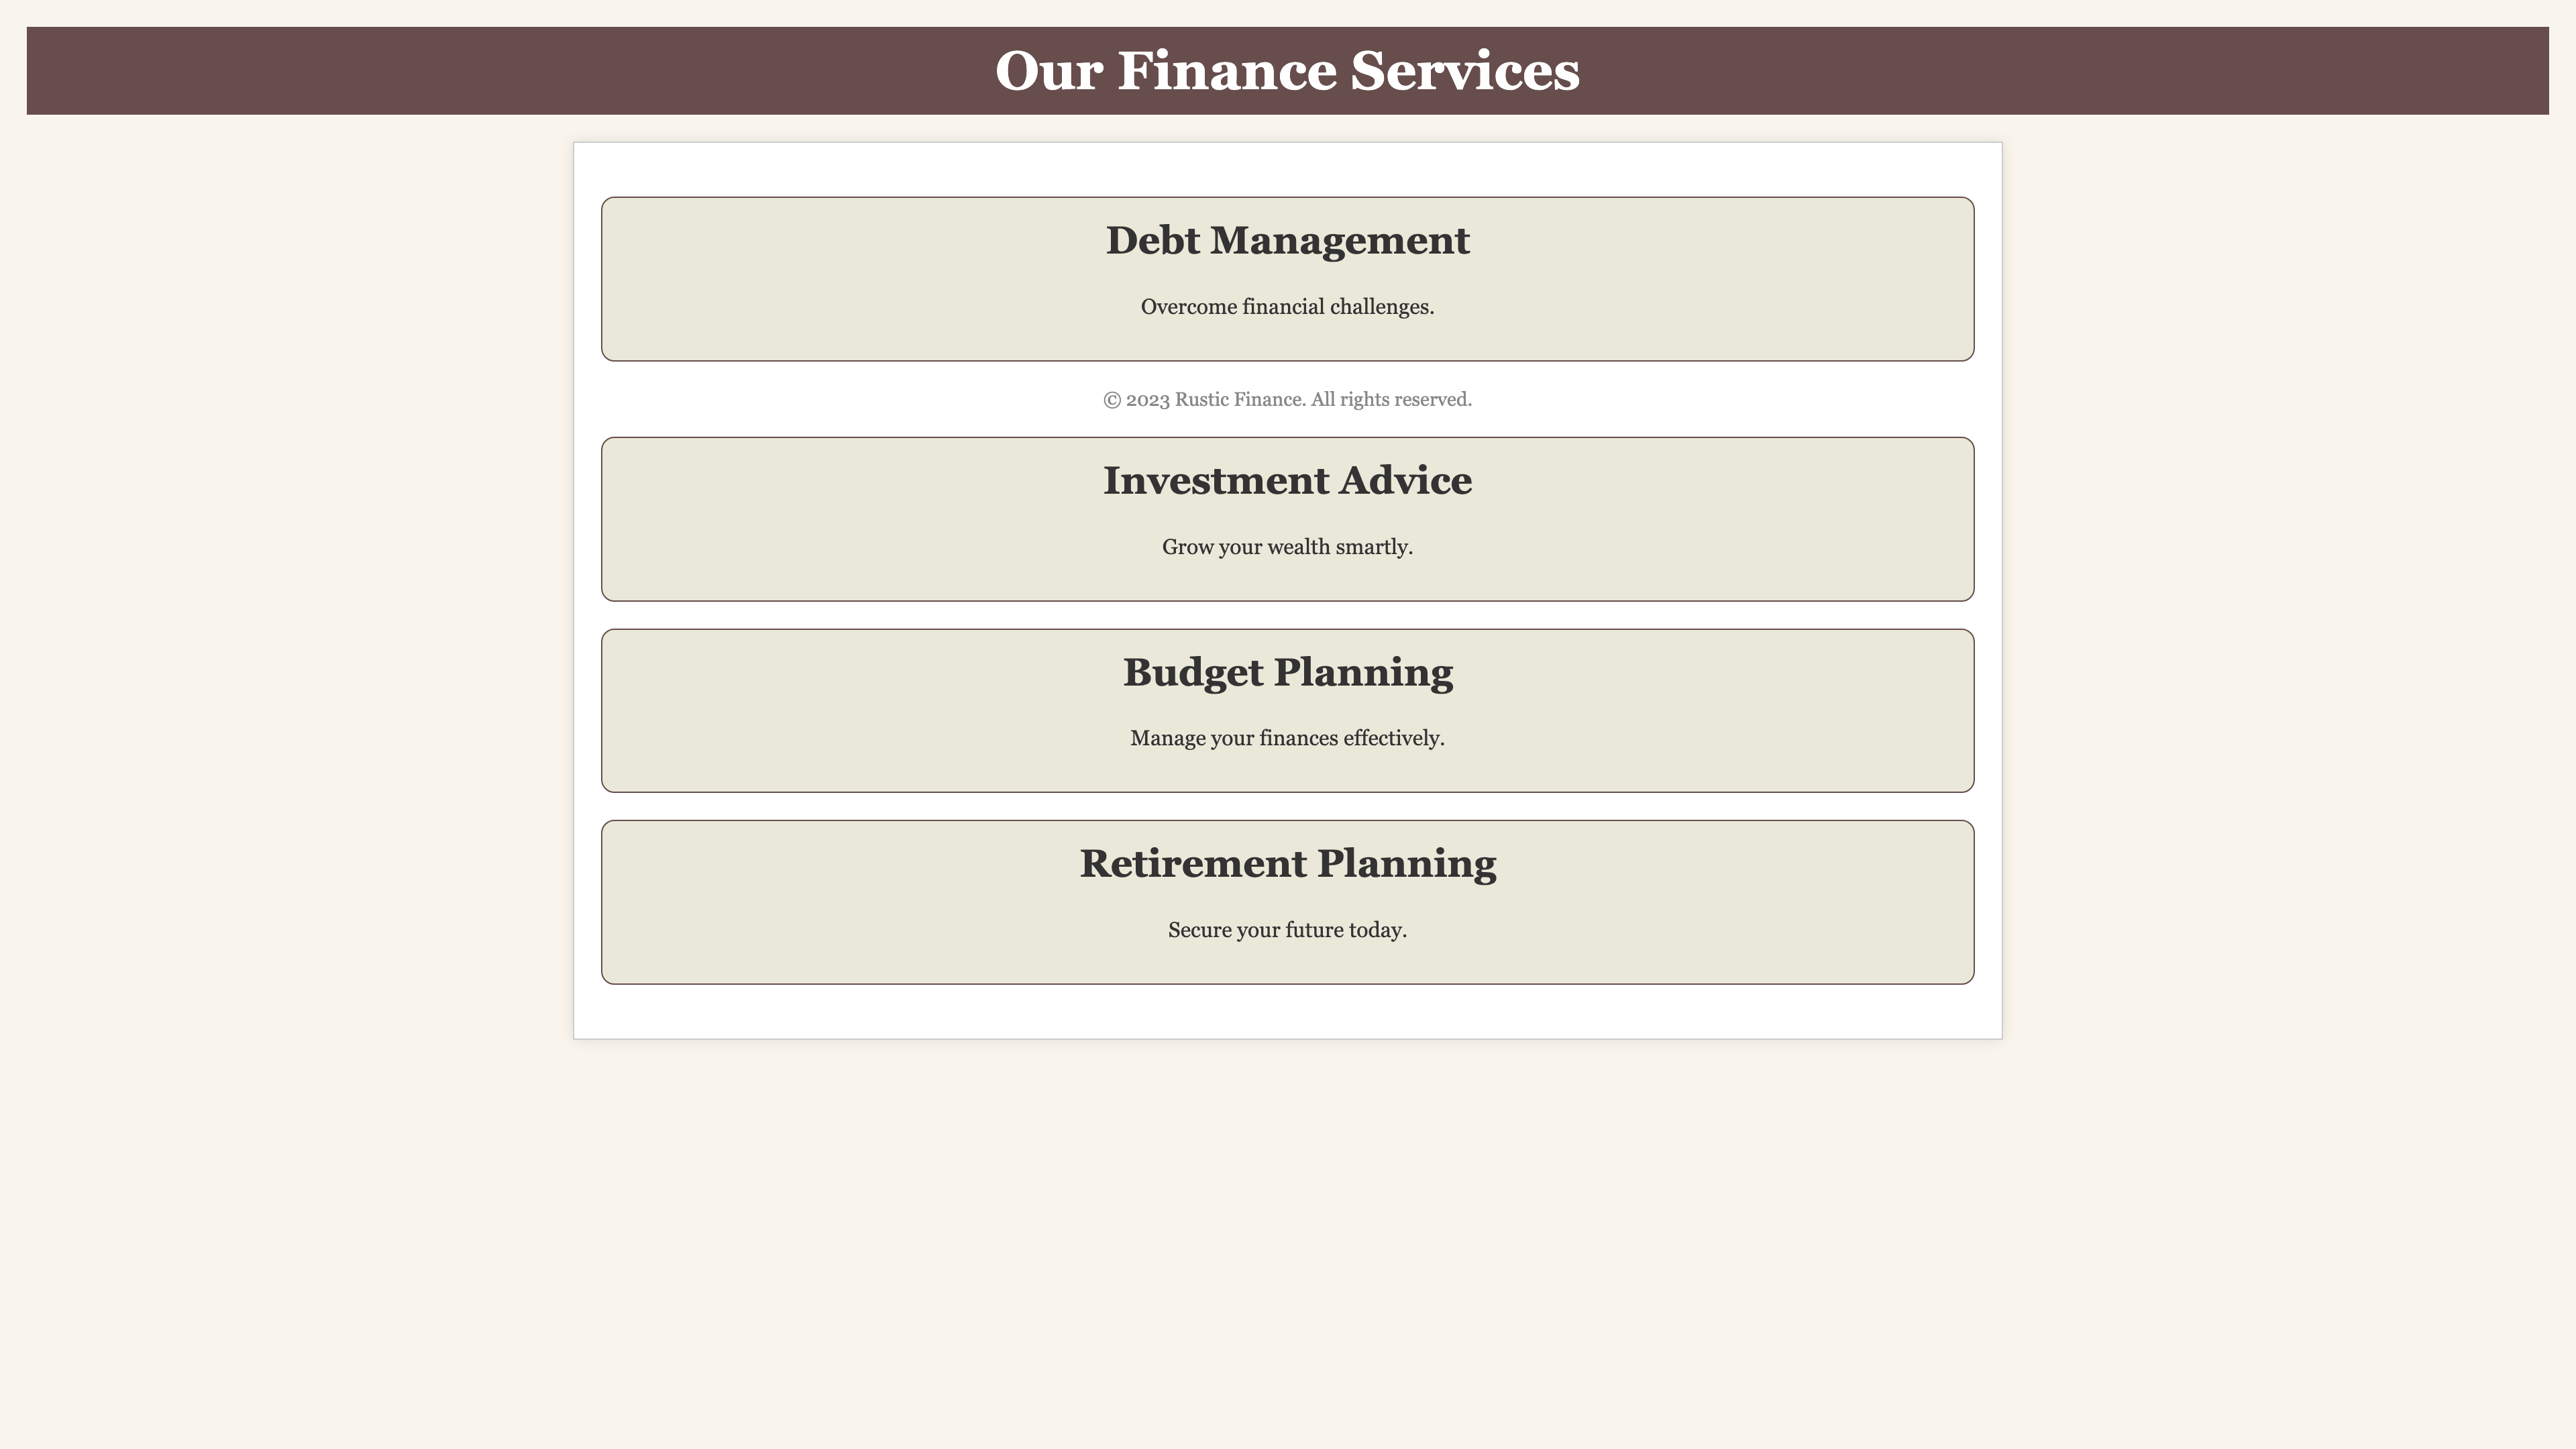 Our Finance Services
Debt Management
Overcome financial challenges.
© 2023 Rustic Finance. All rights reserved.
Investment Advice
Grow your wealth smartly.
Budget Planning
Manage your finances effectively.
Retirement Planning
Secure your future today.